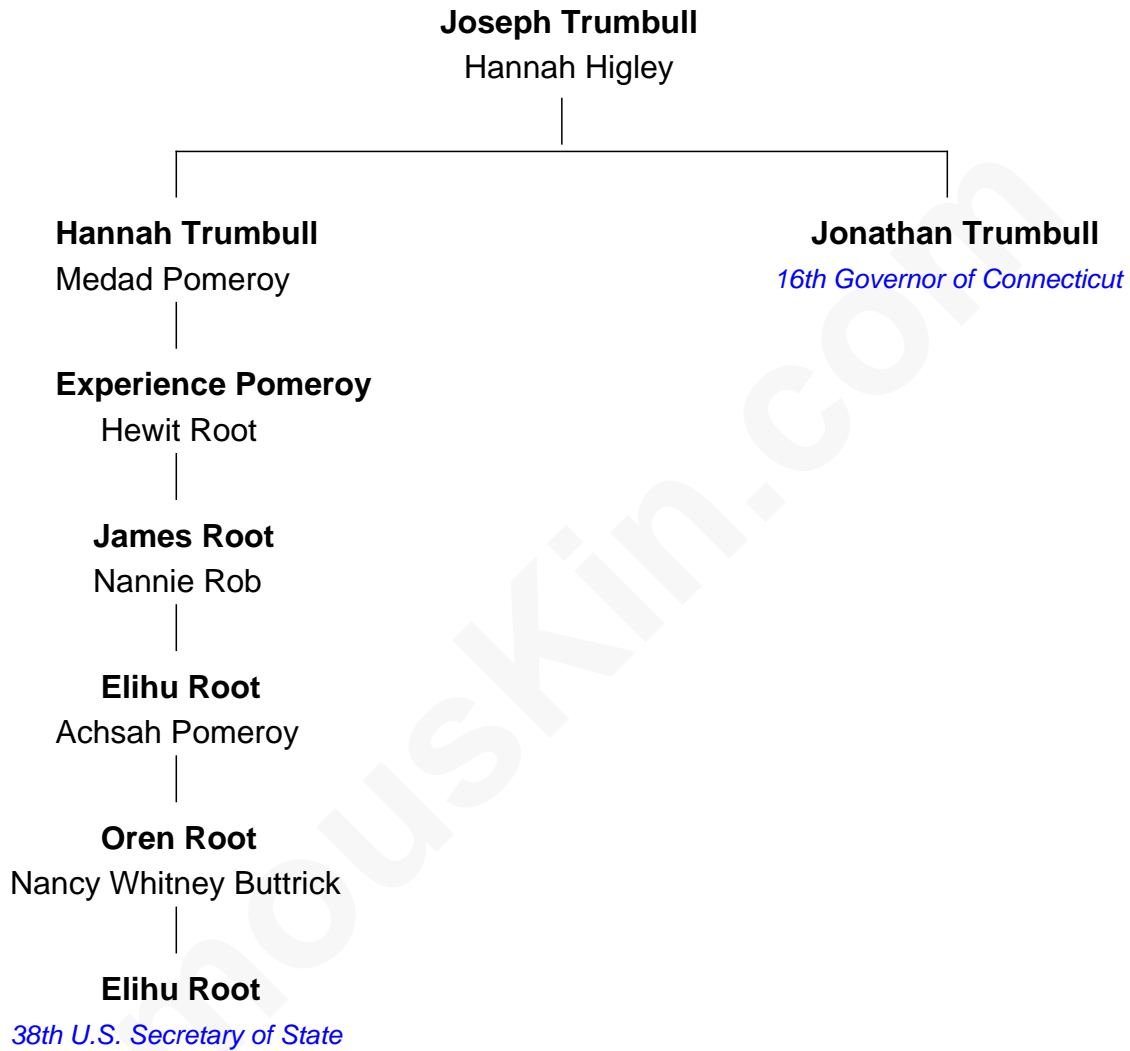 Joseph Trumbull
Hannah Higley
Hannah Trumbull
Medad Pomeroy
Jonathan Trumbull
16th Governor of Connecticut
Experience Pomeroy
Hewit Root
James Root
Nannie Rob
Elihu Root
Achsah Pomeroy
Oren Root
Nancy Whitney Buttrick
Elihu Root
38th U.S. Secretary of State
mouskin.com